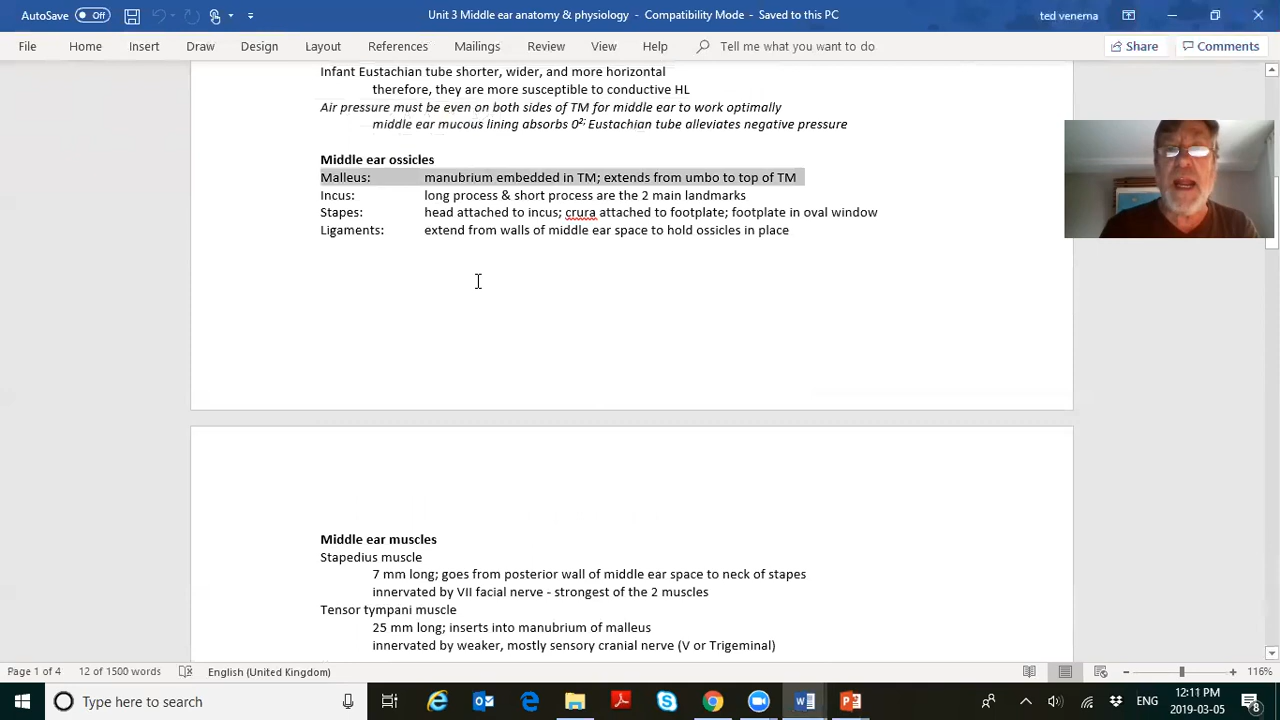 AutoSave Off
Unit 3 Middle ear anatomy & physiology - Compatibility Mode - Saved to this PC
ted venema
File Home Insert Draw Design Layout References Mailings Review View Help Tell me what you want to do Share Comments
Infant Eustachian tube shorter, wider, and more horizontal
therefore, they are more susceptible to conductive HL
Air pressure must be even on both sides of TM for middle ear to work optimally
middle ear mucous lining absorbs 0²; Eustachian tube alleviates negative pressure
Middle ear ossicles
Malleus: manubrium embedded in TM; extends from umbo to top of TM
Incus: long process & short process are the 2 main landmarks
Stapes: head attached to incus; crura attached to footplate; footplate in oval window
Ligaments: extend from walls of middle ear space to hold ossicles in place
Middle ear muscles
Stapedius muscle
7 mm long; goes from posterior wall of middle ear space to neck of stapes
innervated by VII facial nerve - strongest of the 2 muscles
Tensor tympani muscle
25 mm long; inserts into manubrium of malleus
innervated by weaker, mostly sensory cranial nerve (V or Trigeminal)
Page 1 of 4 12 of 1500 words English (United Kingdom) 116%
Type here to search
ENG
12:11 PM
2019-03-05
8